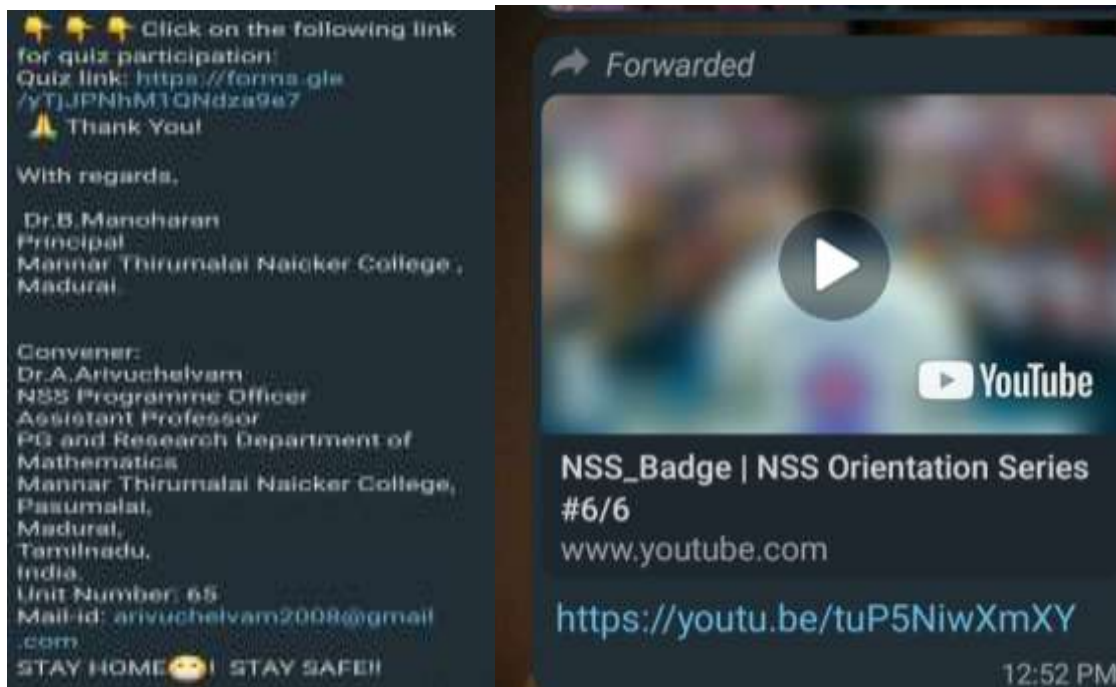 👇 👇 👇 Click on the following link
for quiz participation:
Quiz link: https://forms.gle
/yTjJPNhM1QNdza9e7
🙏 Thank You!
With regards,
Dr.B.Manoharan
Principal
Mannar Thirumalai Naicker College ,
Madurai
Convener:
Dr.A.Arivuchelvam
NSS Programme Officer
Assistant Professor
PG and Research Department of
Mathematics
Mannar Thirumalai Naicker College,
Pasumalai,
Madurai,
Tamilnadu,
India.
Unit Number: 65
Mail-id: arivuchelvam2008@gmail
.com
STAY HOME😷! STAY SAFE!!
Forwarded
YouTube
NSS_Badge | NSS Orientation Series
#6/6
www.youtube.com
https://youtu.be/tuP5NiwXmXY
12:52 PM